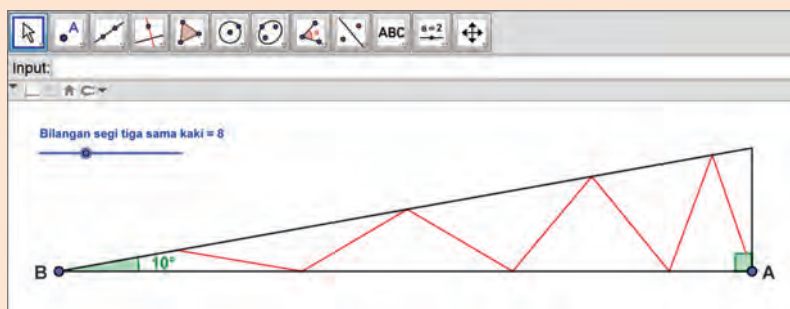 ABC a=2
Input:
Bilangan segi tiga sama kaki = 8
B 10° A